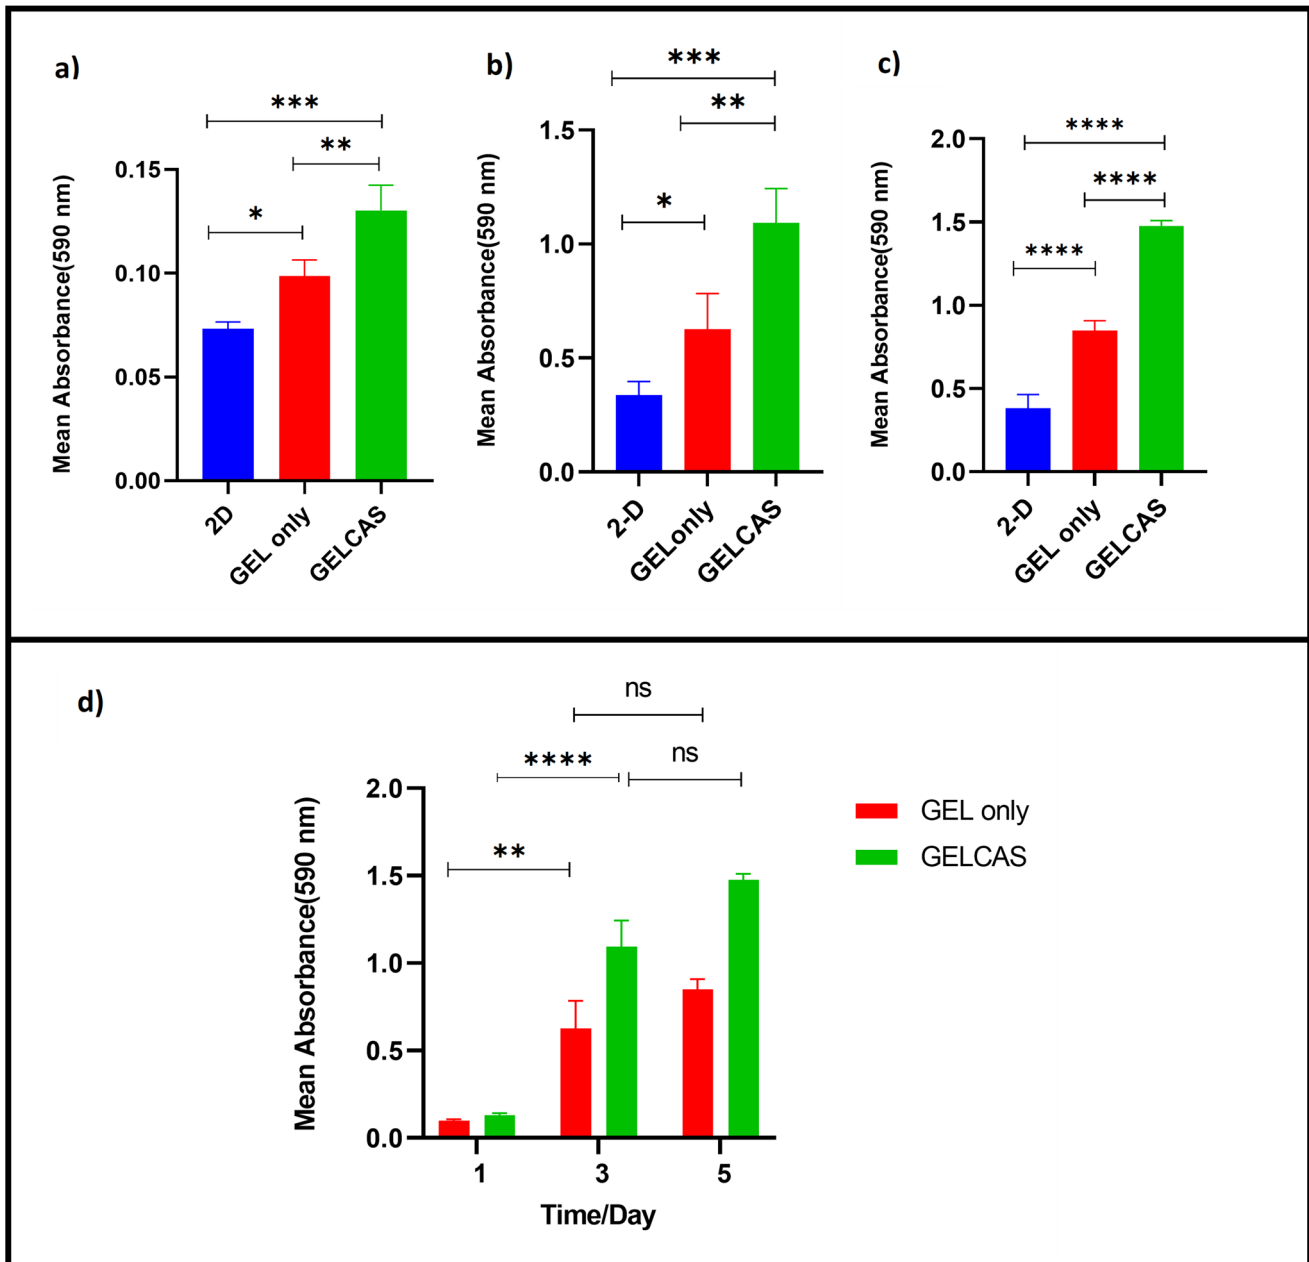 a)
***
**
*
Mean Absorbance(590 nm)
0.15
0.10
0.05
0.00
2D
GEL only
GELCAS
b)
***
**
*
Mean Absorbance(590 nm)
1.5
1.0
0.5
0.0
2-D
GELonly
GELCAS
c)
****
****
****
Mean Absorbance(590 nm)
2.0
1.5
1.0
0.5
0.0
2-D
GEL only
GELCAS
d)
ns
ns
****
**
Mean Absorbance(590 nm)
2.0
1.5
1.0
0.5
0.0
1
3
5
Time/Day
GEL only
GELCAS